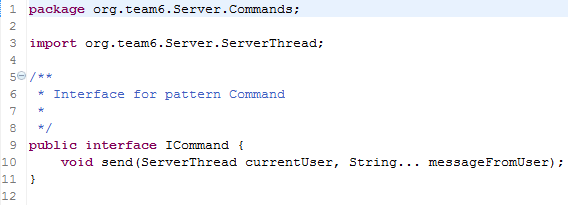 1 package org.team6.Server.Commands;
2
3 import org.team6.Server.ServerThread;
4
5 /**
6  * Interface for pattern Command
7  *
8  */
9 public interface ICommand {
10     void send(ServerThread currentUser, String... messageFromUser);
11 }
12